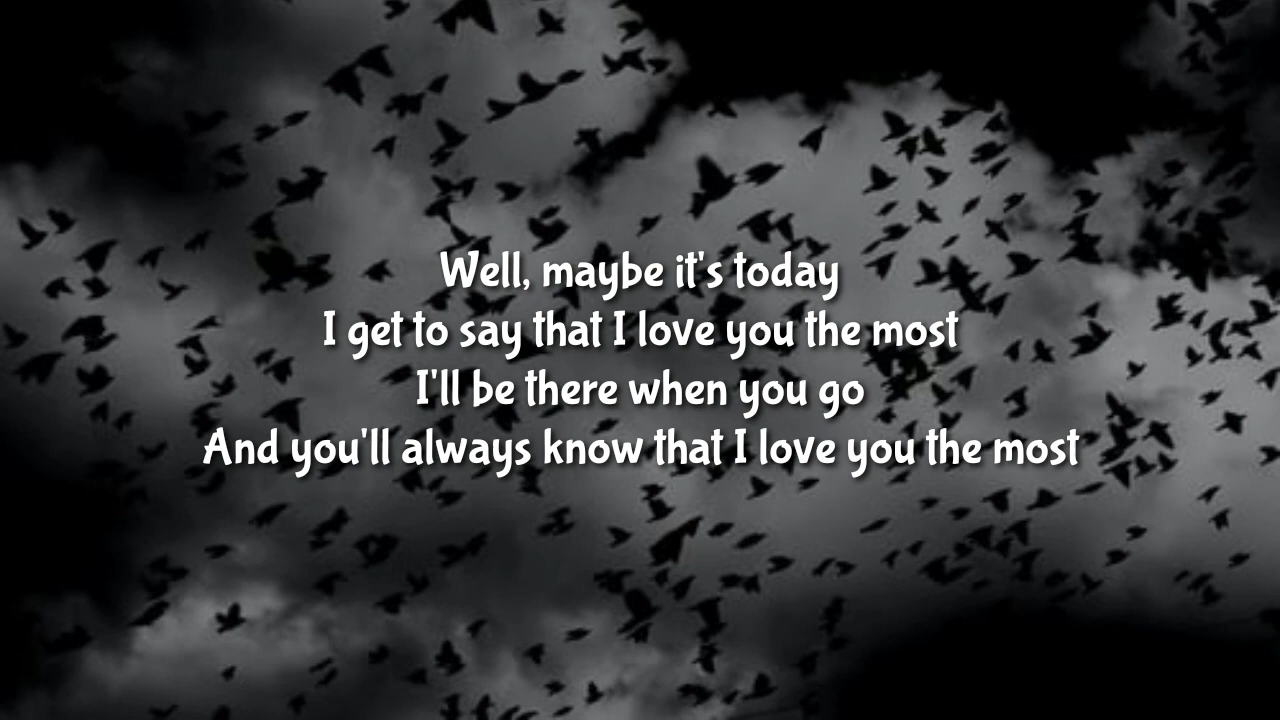 Well, maybe it's today
I get to say that I love you the most
I'll be there when you go
And you'll always know that I love you the most